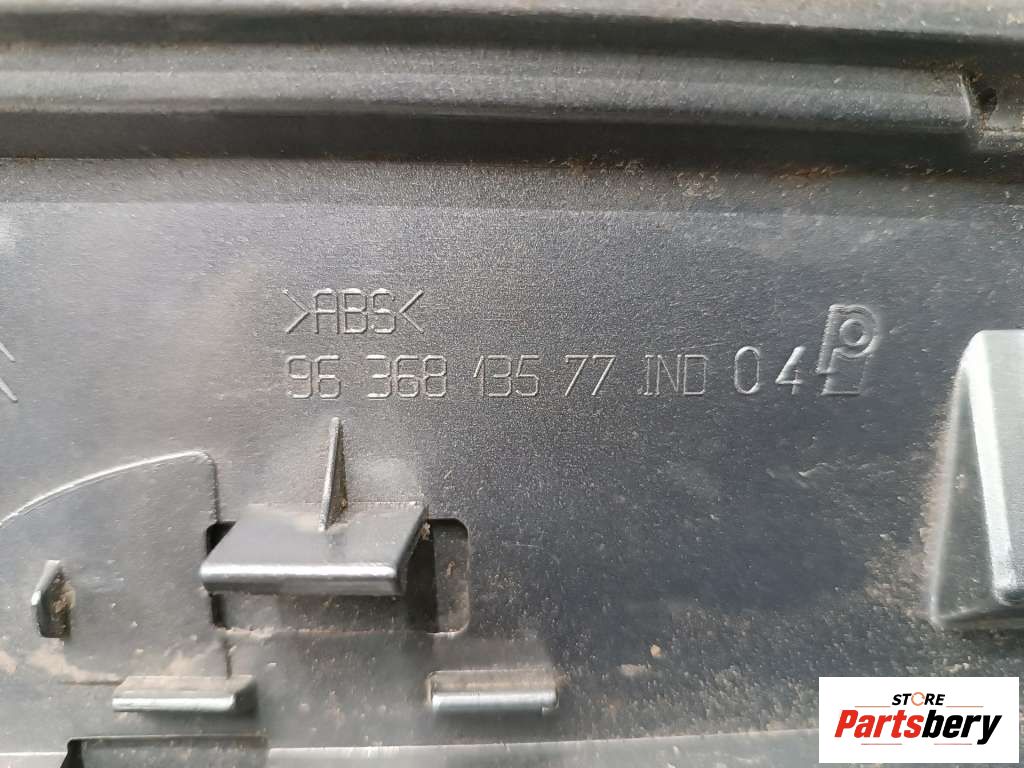 >ABS<
96 368 135 77 IND 04
STORE
Partsbery